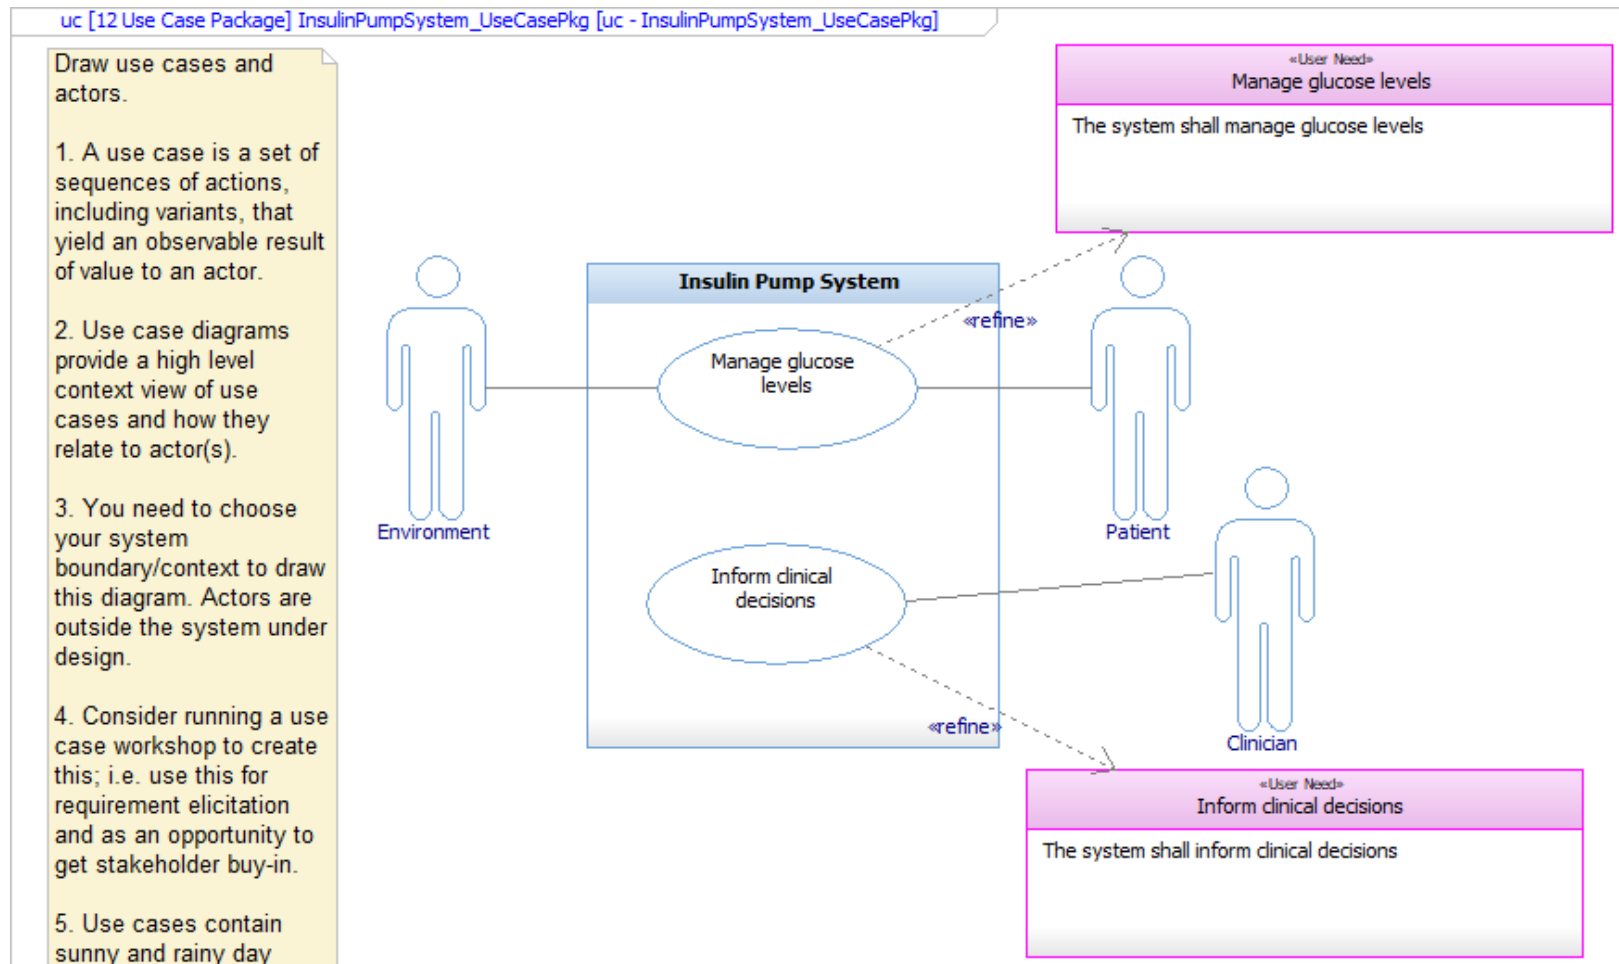 uc [12 Use Case Package] InsulinPumpSystem_UseCasePkg [uc - InsulinPumpSystem_UseCasePkg]
Draw use cases and
actors.
1. A use case is a set of
sequences of actions,
including variants, that
yield an observable result
of value to an actor.
2. Use case diagrams
provide a high level
context view of use
cases and how they
relate to actor(s).
3. You need to choose
your system
boundary/context to draw
this diagram. Actors are
outside the system under
design.
4. Consider running a use
case workshop to create
this; i.e. use this for
requirement elicitation
and as an opportunity to
get stakeholder buy-in.
5. Use cases contain
sunny and rainy day
«User Need»
Manage glucose levels
The system shall manage glucose levels
Insulin Pump System
«refine»
Manage glucose
levels
Environment
Patient
Inform clinical
decisions
«refine»
Clinician
«User Need»
Inform clinical decisions
The system shall inform clinical decisions